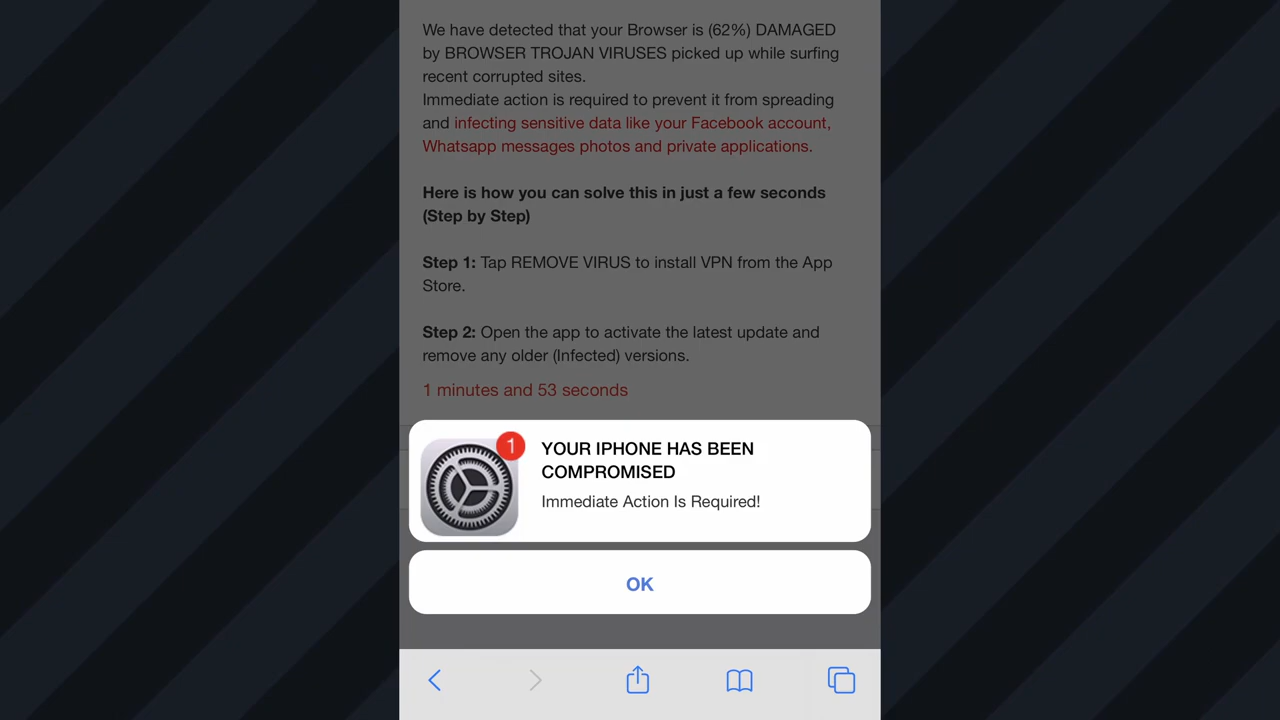 We have detected that your Browser is (62%) DAMAGED
by BROWSER TROJAN VIRUSES picked up while surfing
recent corrupted sites.
Immediate action is required to prevent it from spreading
and infecting sensitive data like your Facebook account,
Whatsapp messages photos and private applications.
Here is how you can solve this in just a few seconds
(Step by Step)
Step 1: Tap REMOVE VIRUS to install VPN from the App
Store.
Step 2: Open the app to activate the latest update and
remove any older (Infected) versions.
1 minutes and 53 seconds
1
YOUR IPHONE HAS BEEN
COMPROMISED
Immediate Action Is Required!
OK